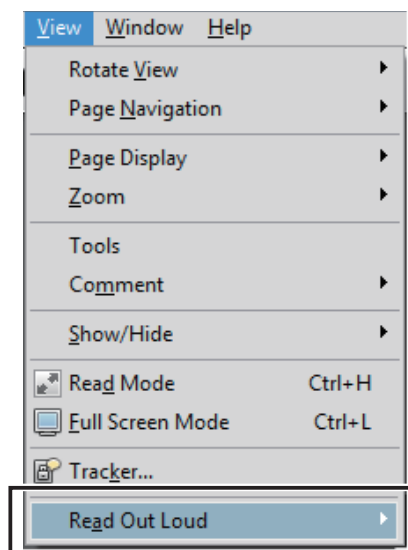 View Window Help
Rotate View
Page Navigation
Page Display
Zoom
Tools
Comment
Show/Hide
Read Mode Ctrl+H
Full Screen Mode Ctrl+L
Tracker...
Read Out Loud